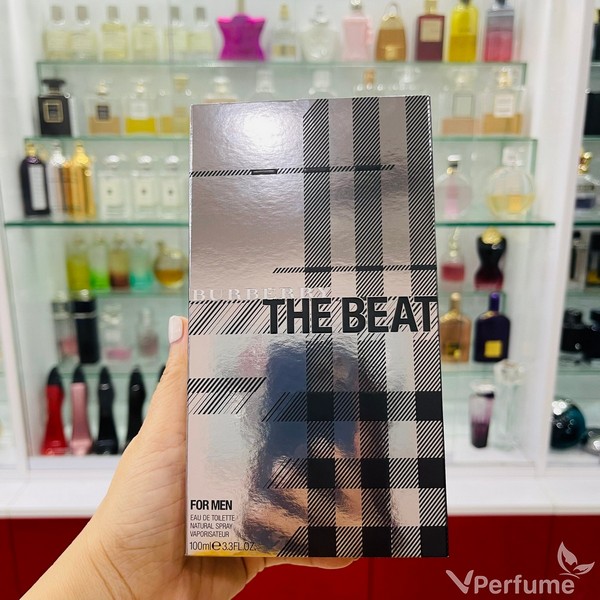 BURBERRY
THE BEAT
FOR MEN
EAU DE TOILETTE
NATURAL SPRAY
VAPORISATEUR
100ml℮3.3FL.OZ.
VPerfume